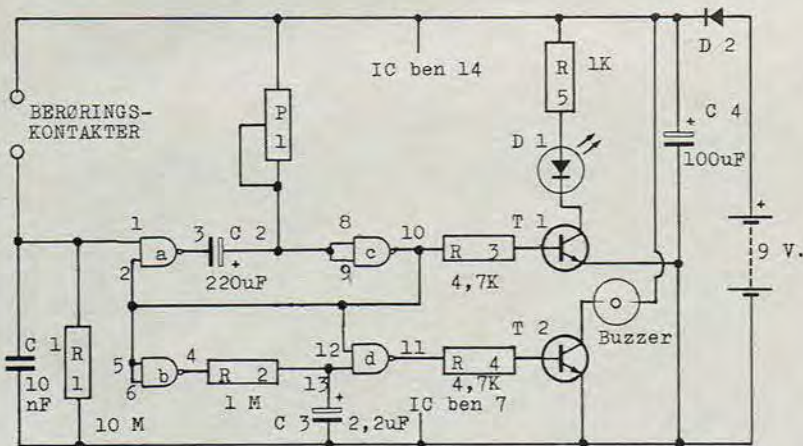 D 2
IC ben 14
R
5
1K
BERØRINGS-
KONTAKTER
P
1
+
C 4
100uF
D 1
+
9 V.
1
a
2
3
C 2
+
220uF
8
9
c
10
R 3
4,7K
T 1
Buzzer
T 2
C 1
10
nF
R
1
10 M
5
6
b
4
R 2
1 M
12
13
d
11
R 4
4,7K
C 3
+
2,2uF
IC ben 7